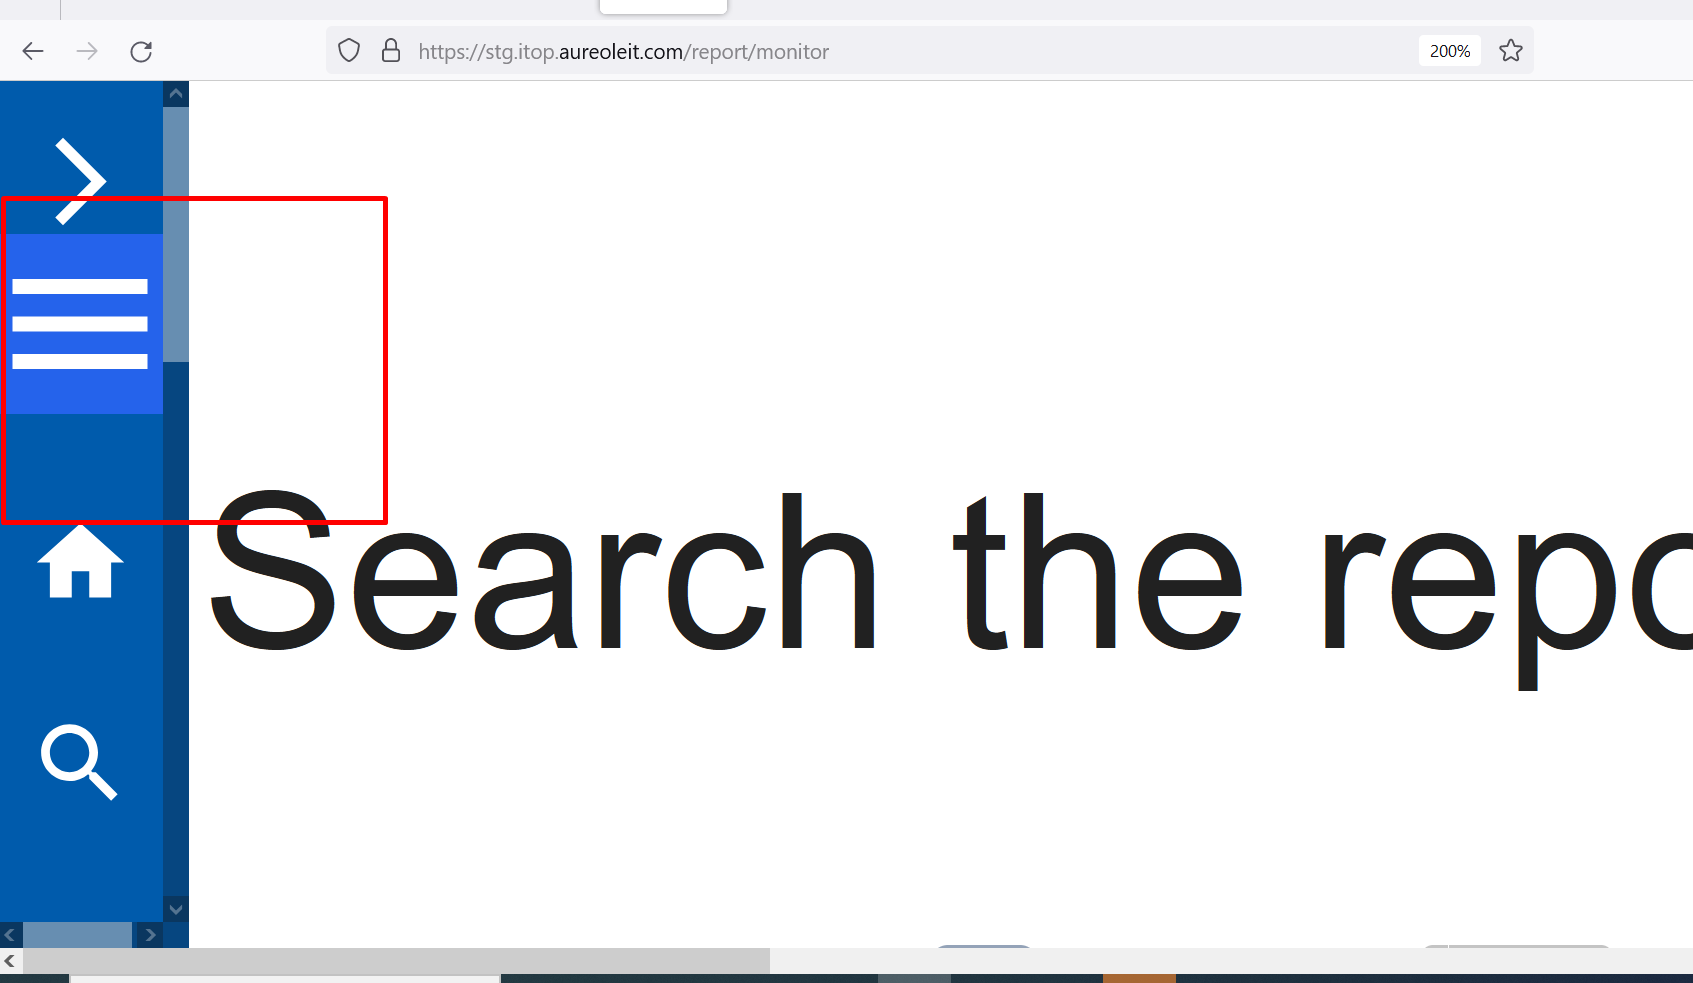 https://stg.itop.aureoleit.com/report/monitor
200%
Search the repo